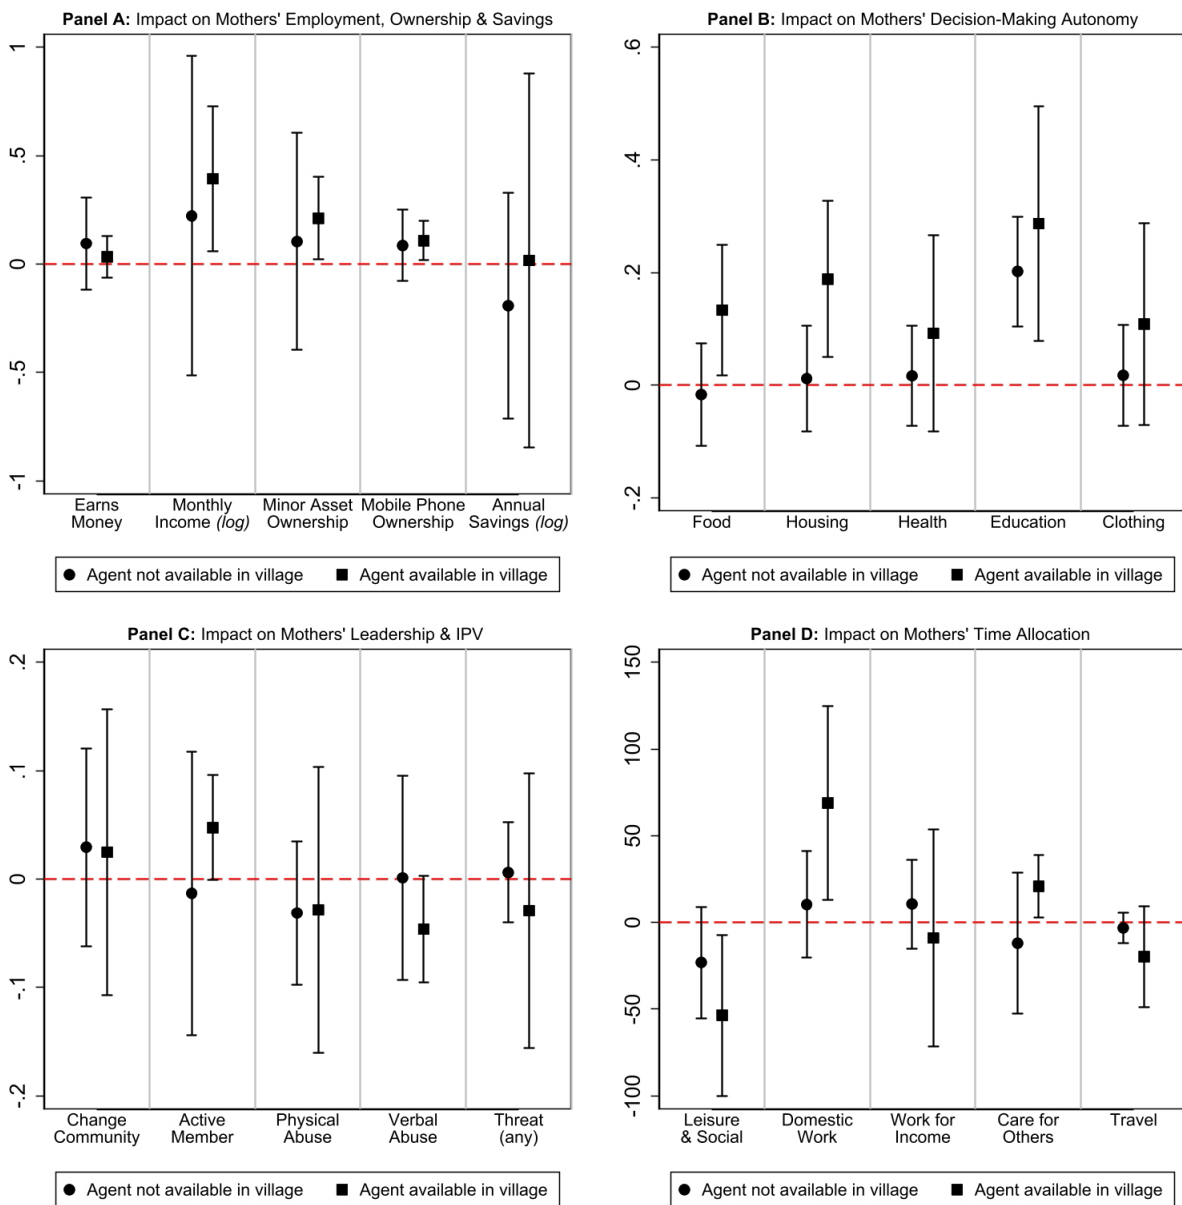 Panel A: Impact on Mothers' Employment, Ownership & Savings
1
.5
0
-.5
-1
Earns
Money
Monthly
Income (log)
Minor Asset
Ownership
Mobile Phone
Ownership
Annual
Savings (log)
Agent not available in village
Agent available in village
Panel B: Impact on Mothers' Decision-Making Autonomy
.6
.4
.2
0
-.2
Food
Housing
Health
Education
Clothing
Agent not available in village
Agent available in village
Panel C: Impact on Mothers' Leadership & IPV
.2
.1
0
-.1
-.2
Change
Community
Active
Member
Physical
Abuse
Verbal
Abuse
Threat
(any)
Agent not available in village
Agent available in village
Panel D: Impact on Mothers' Time Allocation
150
100
50
0
-50
-100
Leisure
& Social
Domestic
Work
Work for
Income
Care for
Others
Travel
Agent not available in village
Agent available in village